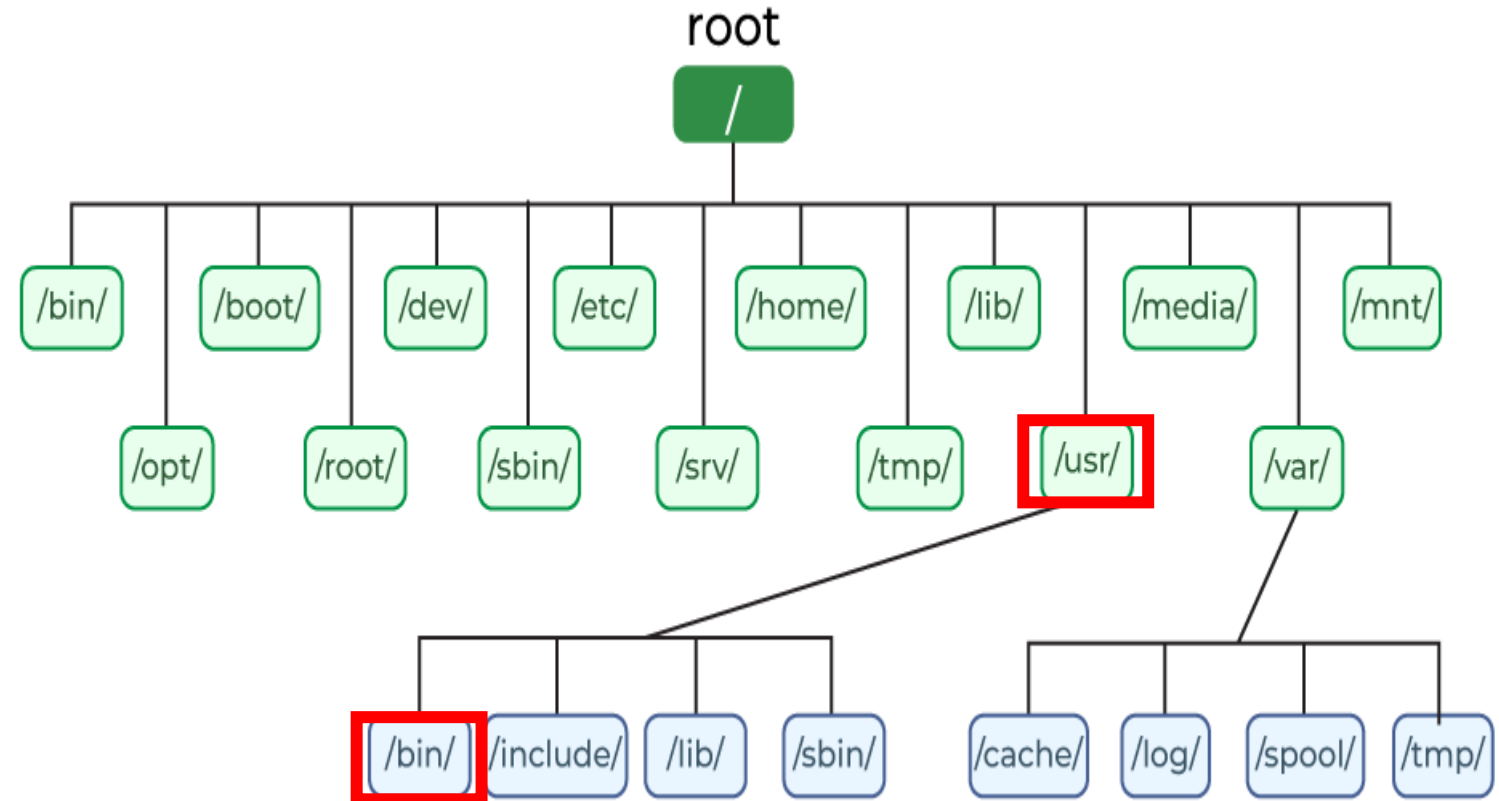 root
/
/bin/ /boot/ /dev/ /etc/ /home/ /lib/ /media/ /mnt/
/opt/ /root/ /sbin/ /srv/ /tmp/ /usr/ /var/
/bin/ /include/ /lib/ /sbin/ /cache/ /log/ /spool/ /tmp/